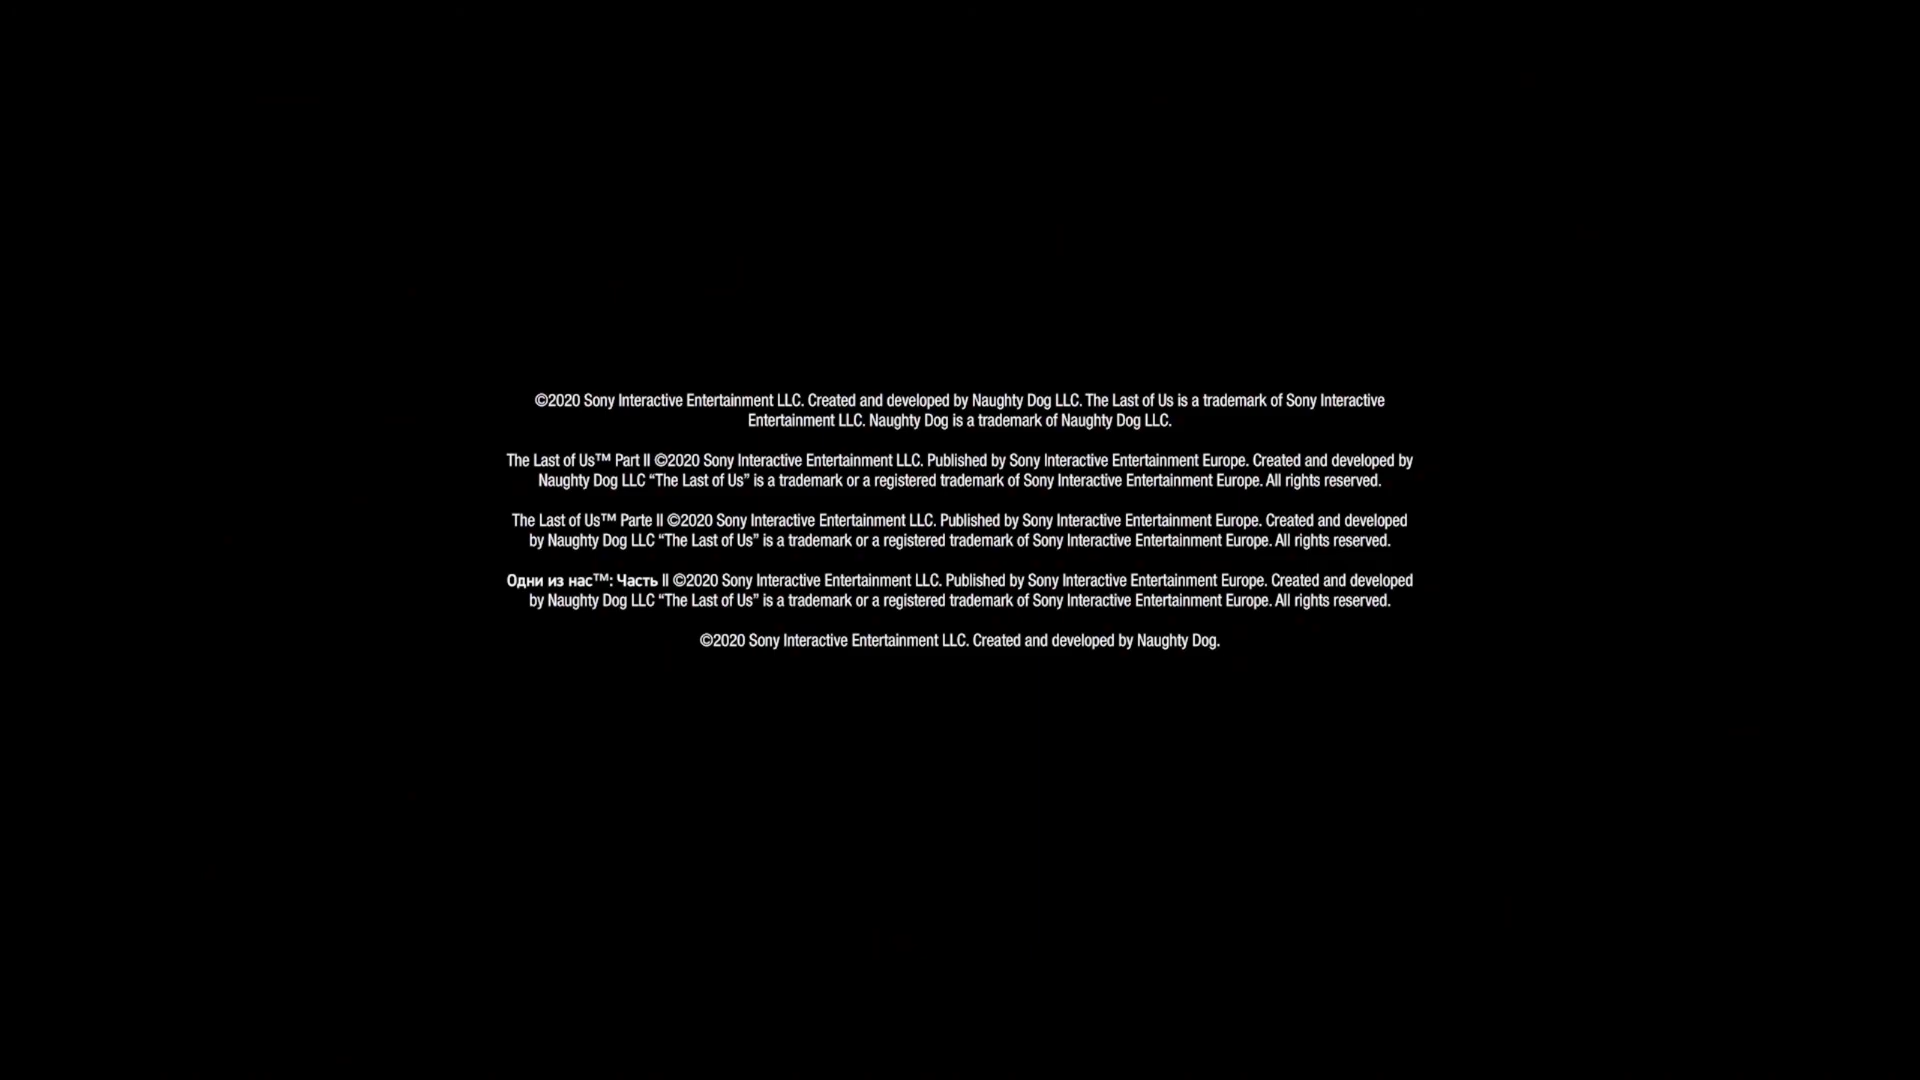 ©2020 Sony Interactive Entertainment LLC. Created and developed by Naughty Dog LLC. The Last of Us is a trademark of Sony Interactive
Entertainment LLC. Naughty Dog is a trademark of Naughty Dog LLC.
The Last of Us™ Part II ©2020 Sony Interactive Entertainment LLC. Published by Sony Interactive Entertainment Europe. Created and developed by
Naughty Dog LLC “The Last of Us” is a trademark or a registered trademark of Sony Interactive Entertainment Europe. All rights reserved.
The Last of Us™ Parte II ©2020 Sony Interactive Entertainment LLC. Published by Sony Interactive Entertainment Europe. Created and developed
by Naughty Dog LLC “The Last of Us” is a trademark or a registered trademark of Sony Interactive Entertainment Europe. All rights reserved.
Одни из нас™: Часть II ©2020 Sony Interactive Entertainment LLC. Published by Sony Interactive Entertainment Europe. Created and developed
by Naughty Dog LLC “The Last of Us” is a trademark or a registered trademark of Sony Interactive Entertainment Europe. All rights reserved.
©2020 Sony Interactive Entertainment LLC. Created and developed by Naughty Dog.